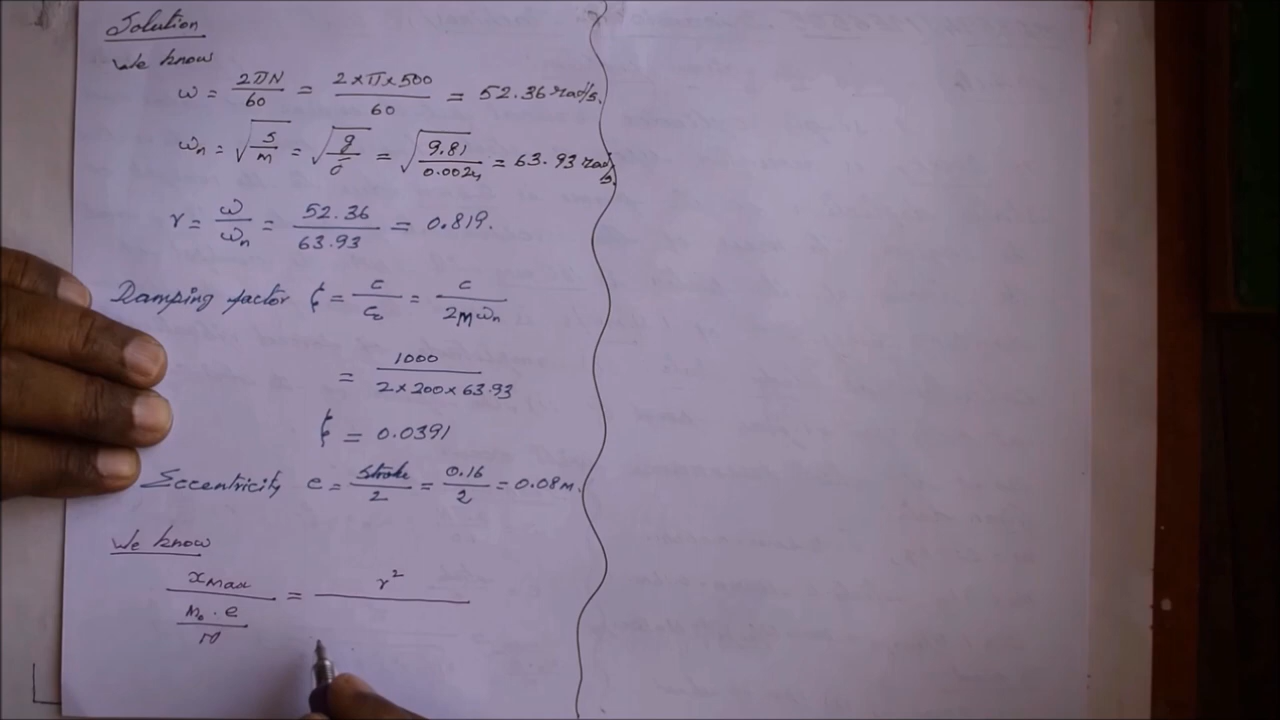 Solution
We know
ω = 2πN/60 = 2×π×500/60 = 52.36 rad/s.
ωn = √(s/m) = √(g/δ) = √(9.81/0.0024) = 63.93 rad/s.
r = ω/ωn = 52.36/63.93 = 0.819.
Damping factor ξ = c/cc = c/2mωn
= 1000/2×200×63.93
ξ = 0.0391
Eccentricity e = stroke/2 = 0.16/2 = 0.08m.
We know
xmax/(m0.e/m) = r²